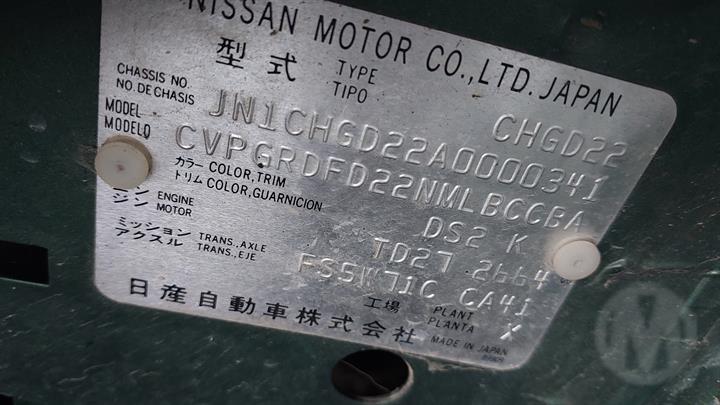 NISSAN MOTOR CO.,LTD. JAPAN
型式 TYPE TIPO CHGD22
CHASSIS NO. NO. DE CHASIS JN1CHGD22A0000341
MODEL MODELO CVPGRDFD22NMLBCCBA
カラー COLOR,TRIM
トリム COLOR,GUARNICION DS2 K
ジン ENGINE MOTOR TD27 2664
ミッション TRANS.,AXLE
アクスル TRANS.,EJE FS5W71C CA41
工場 PLANT PLANTA X
日産自動車株式会社 MADE IN JAPAN
M